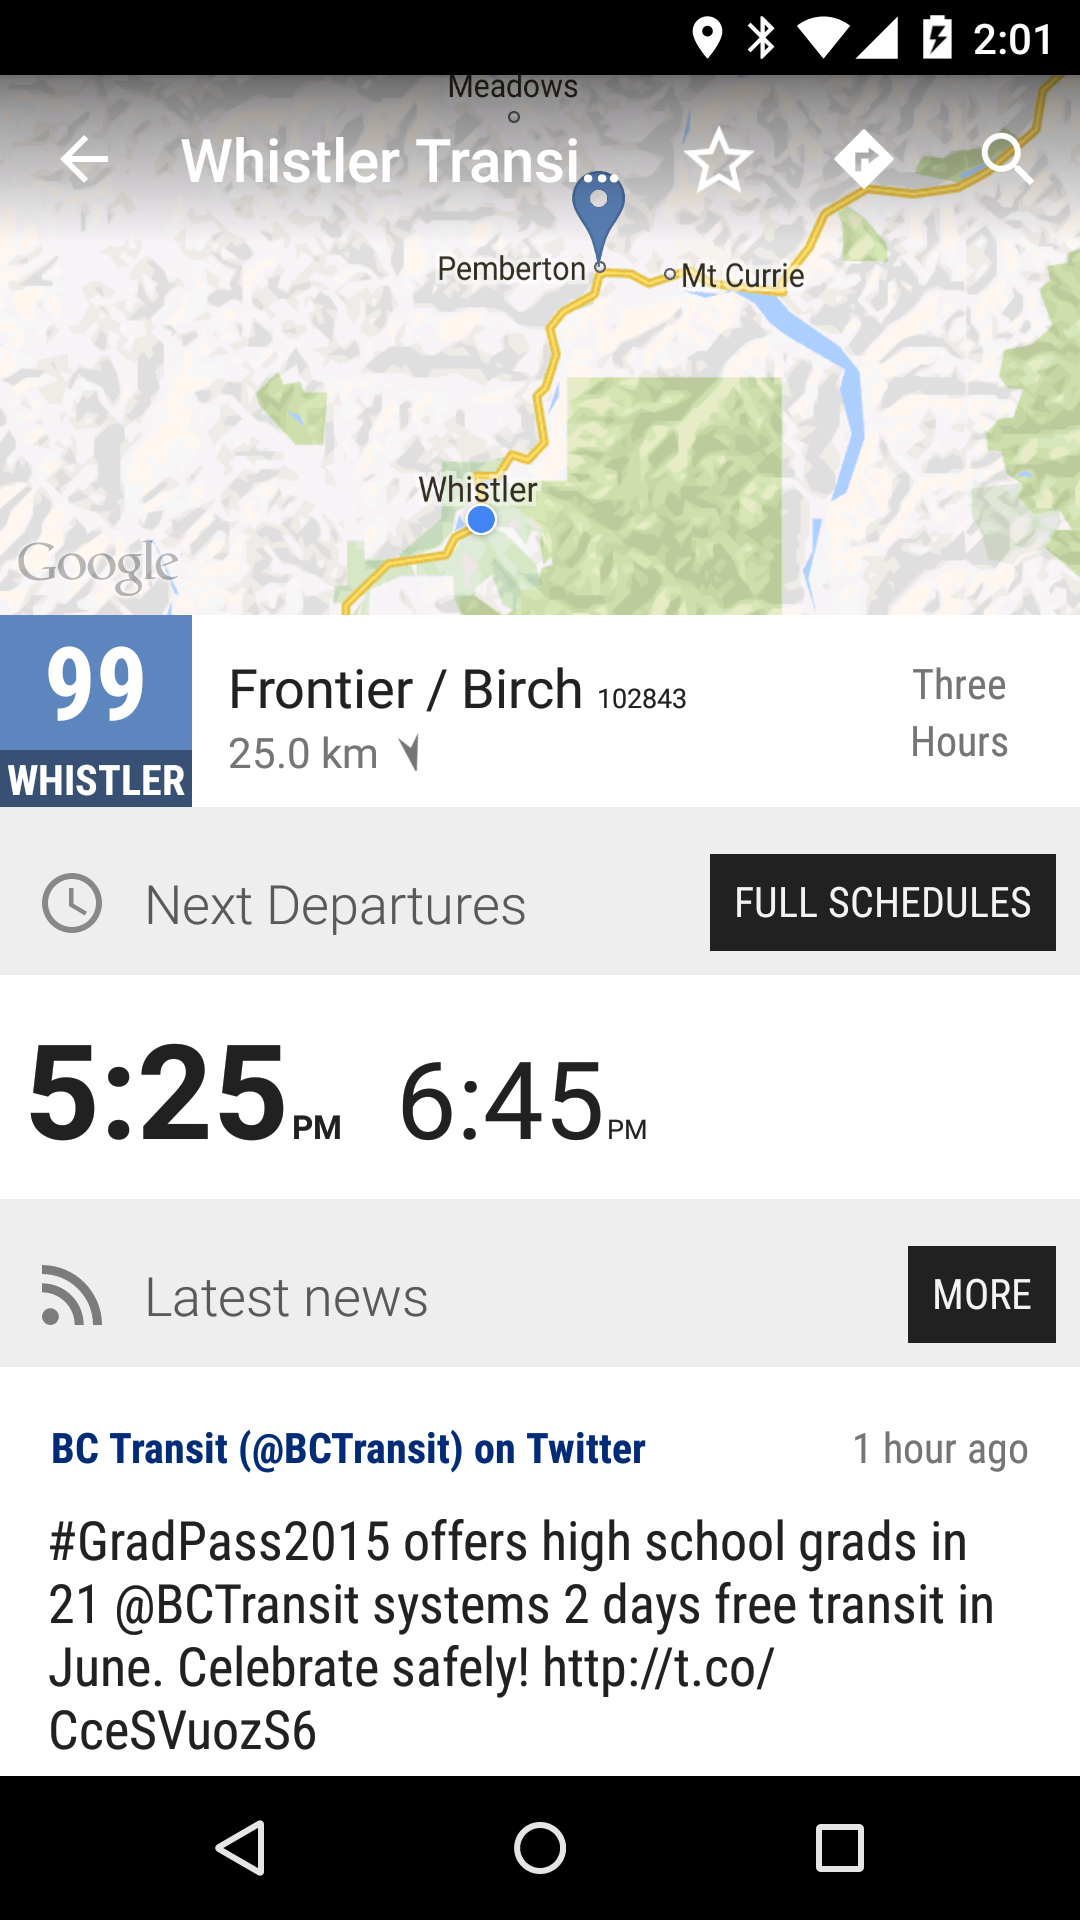 2:01
Meadows
Whistler Transi...
Pemberton
Mt Currie
Whistler
Google
99
WHISTLER
Frontier / Birch 102843
25.0 km
Three
Hours
Next Departures
FULL SCHEDULES
5:25 PM 6:45 PM
Latest news
MORE
BC Transit (@BCTransit) on Twitter
1 hour ago
#GradPass2015 offers high school grads in
21 @BCTransit systems 2 days free transit in
June. Celebrate safely! http://t.co/
CceSVuozS6